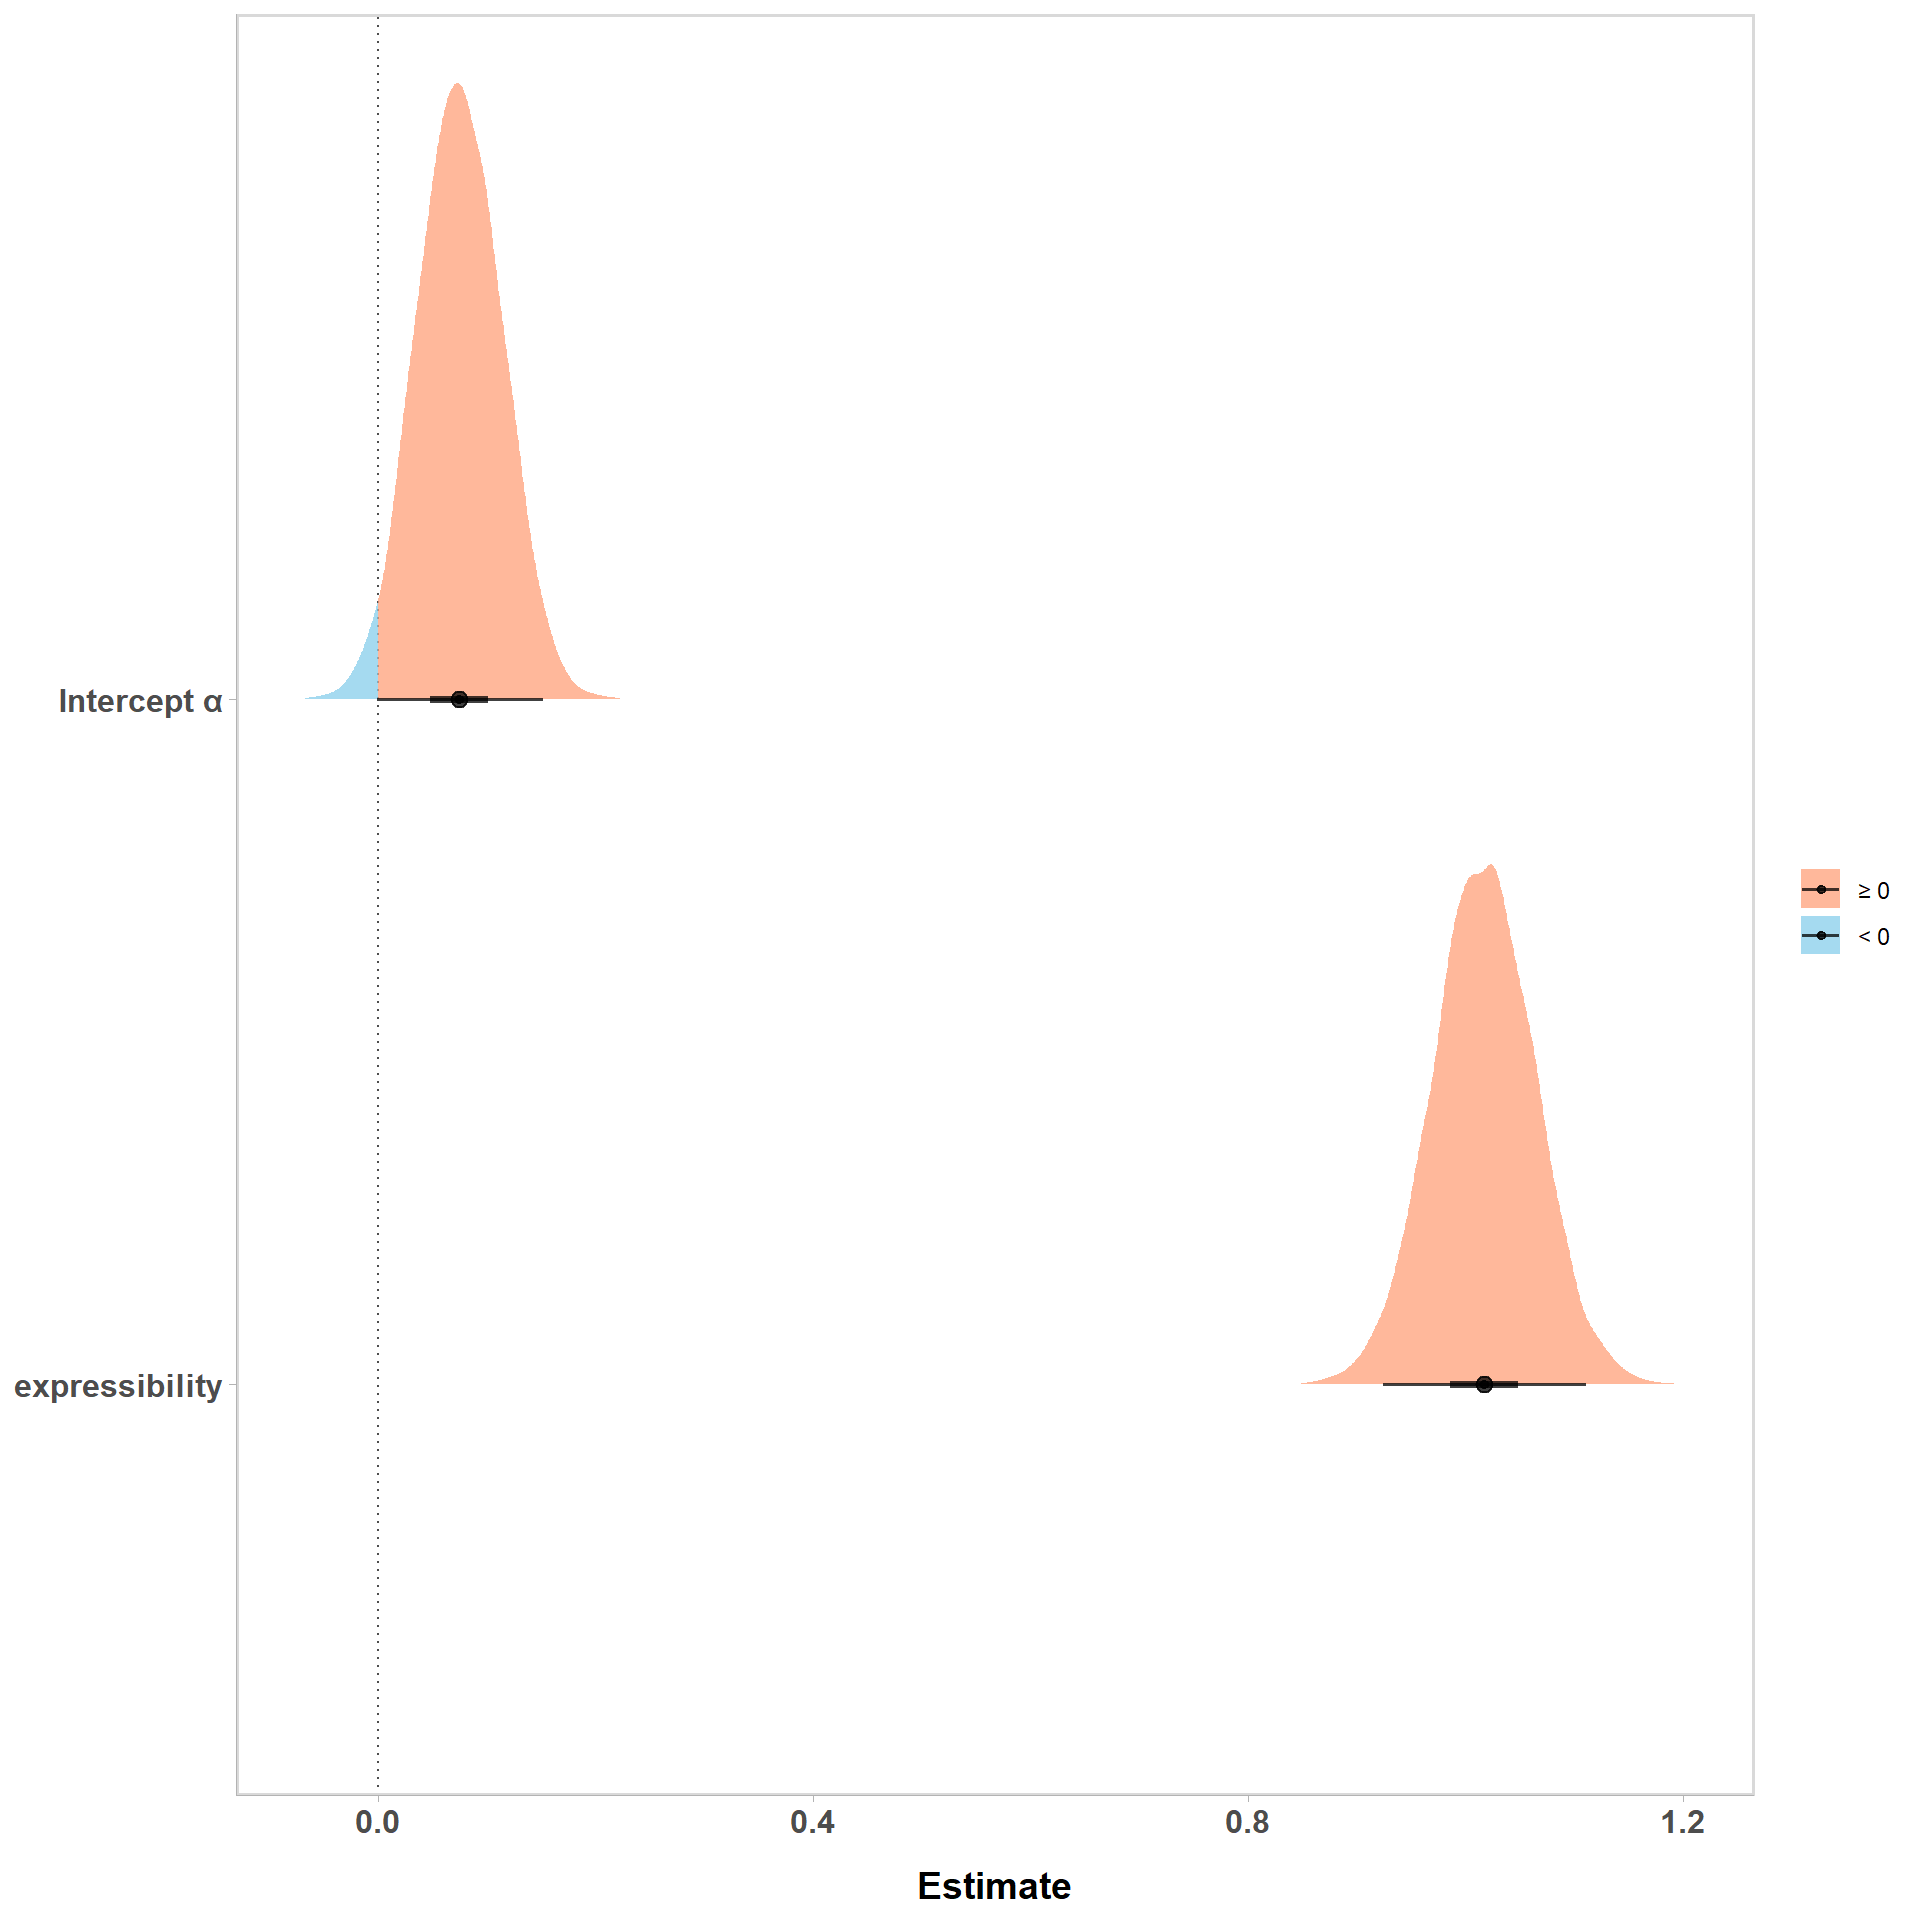 Intercept α
expressibility
≥ 0
< 0
0.0 0.4 0.8 1.2
Estimate